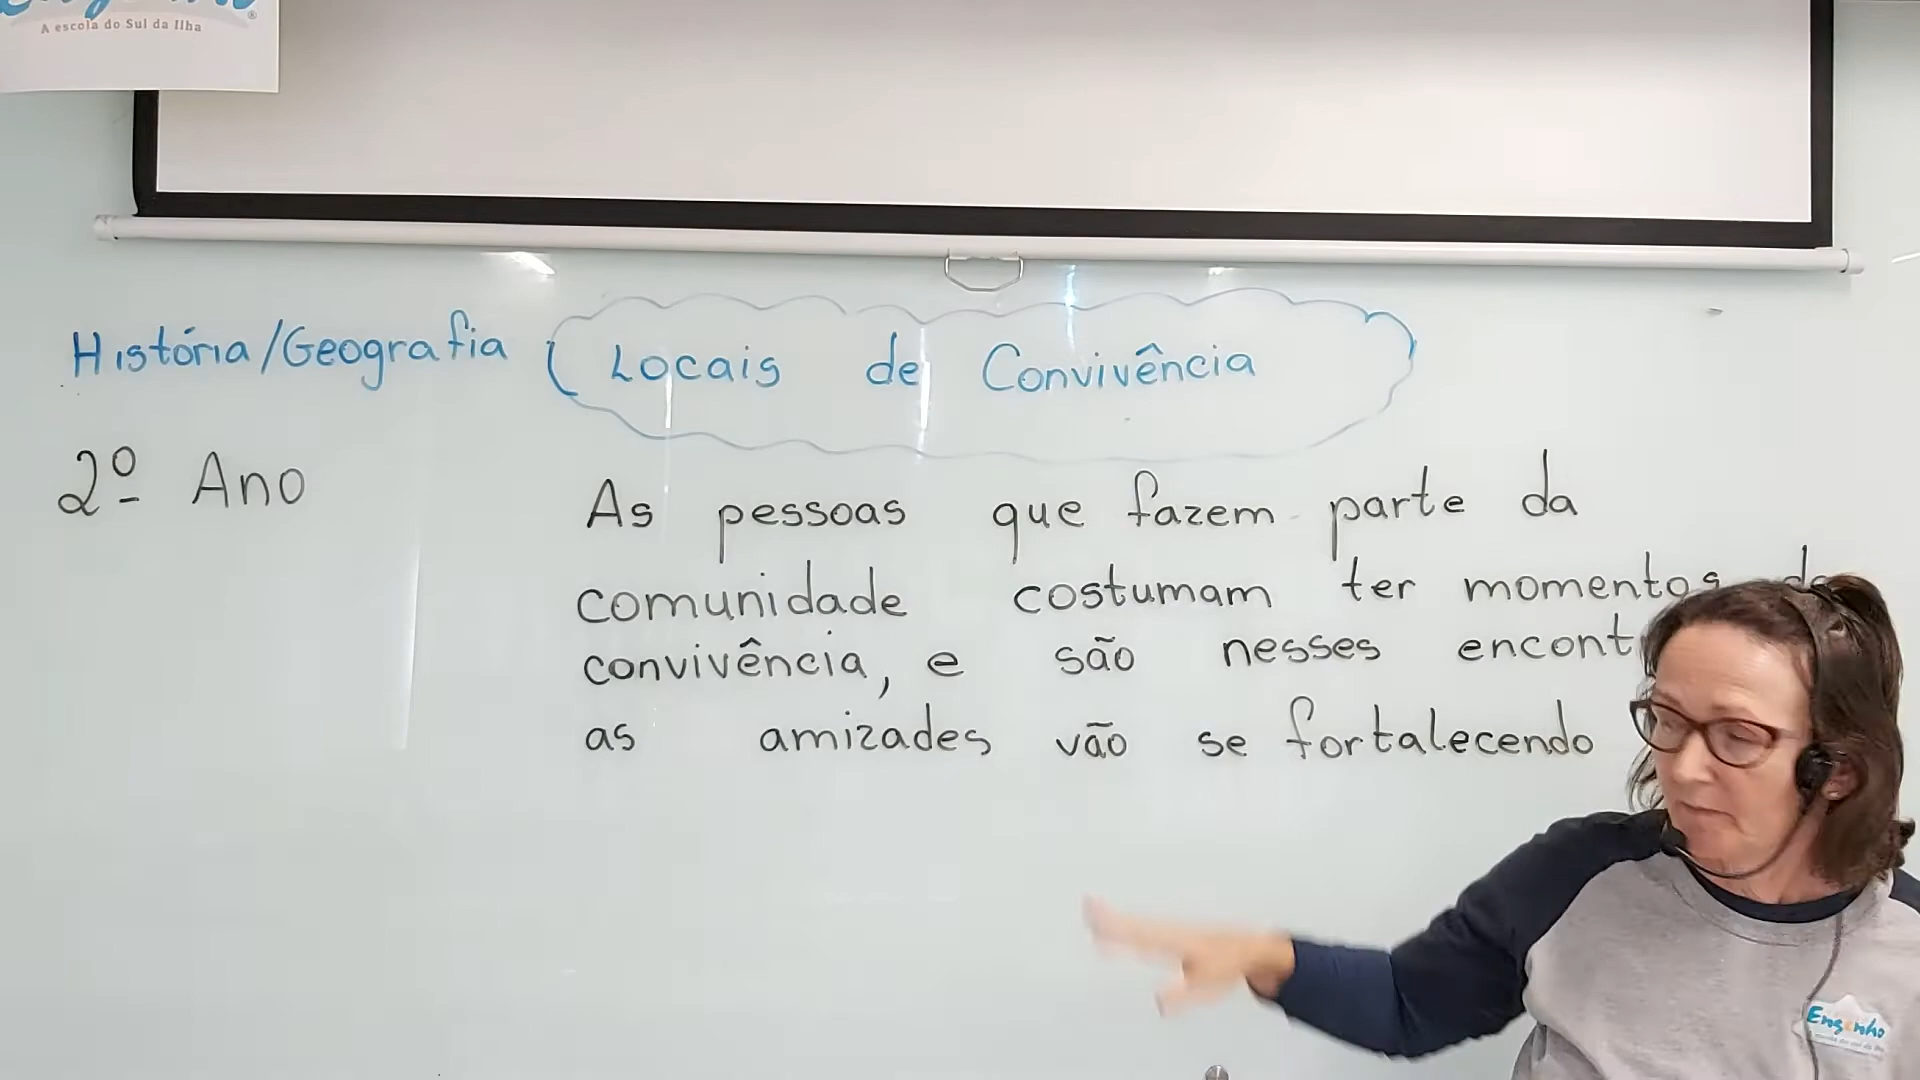 A escola do Sul da Ilha
História/Geografia
Locais de Convivência
2º Ano
As pessoas que fazem parte da
comunidade costumam ter momentos
convivência, e são nesses
as amizades vão se fortalecendo
Engenho